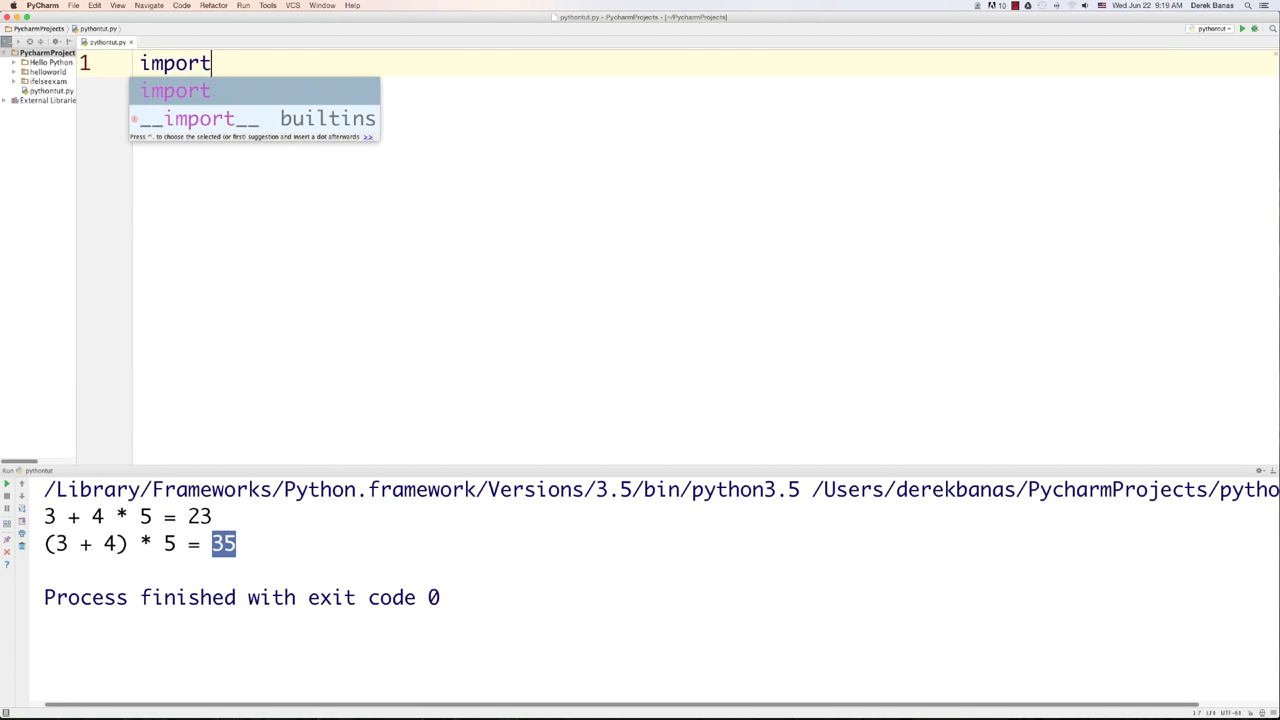 PyCharm File Edit View Navigate Code Refactor Run Tools VCS Window Help 10 Wed Jun 22 9:19 AM Derek Banas
pythontut.py - PycharmProjects - [~/PycharmProjects]
PycharmProjects pythontut.py pythontut
pythontut.py
PycharmProject
Hello Python
helloworld
ifelseexam
pythontut.py
External Librarie
1 import
import
__import__ builtins
Press ^. to choose the selected (or first) suggestion and insert a dot afterwards >>
Run pythontut
/Library/Frameworks/Python.framework/Versions/3.5/bin/python3.5 /Users/derekbanas/PycharmProjects/pytho
3 + 4 * 5 = 23
(3 + 4) * 5 = 35
Process finished with exit code 0
1:7 LF÷ UTF-8÷